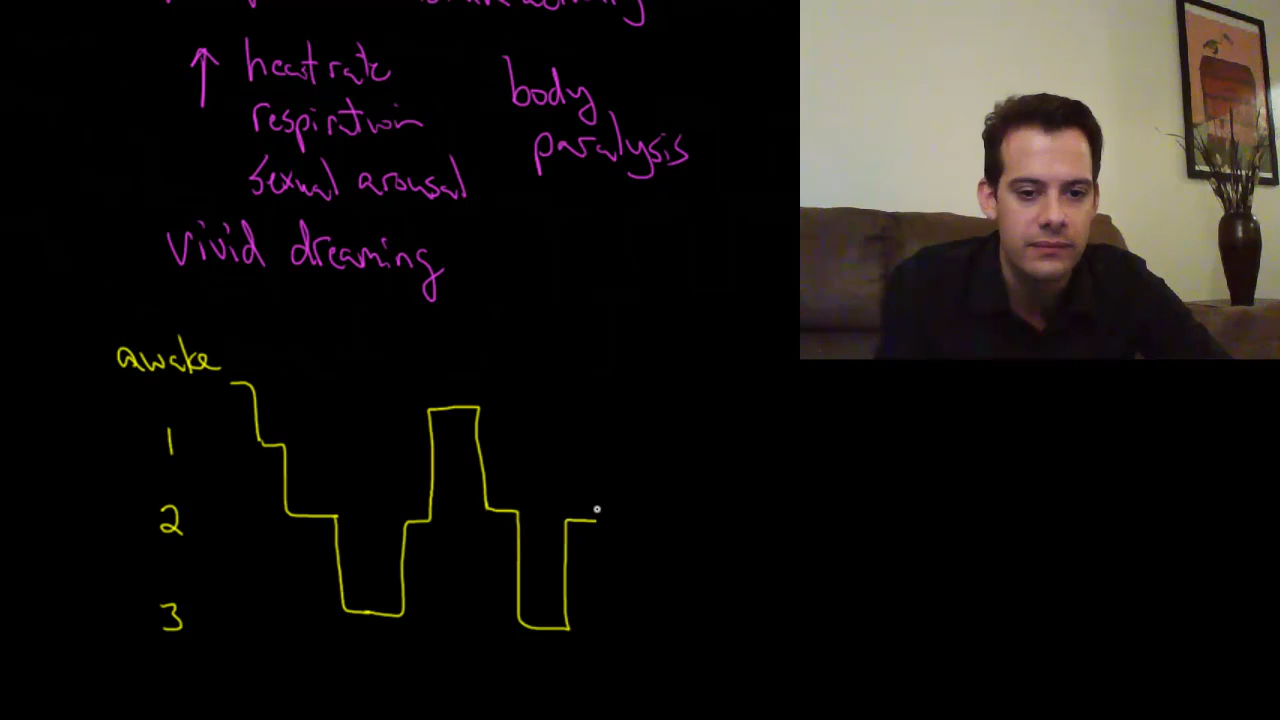 ↑ heart rate
respiration
sexual arousal
body
paralysis
vivid dreaming
awake
1
2
3